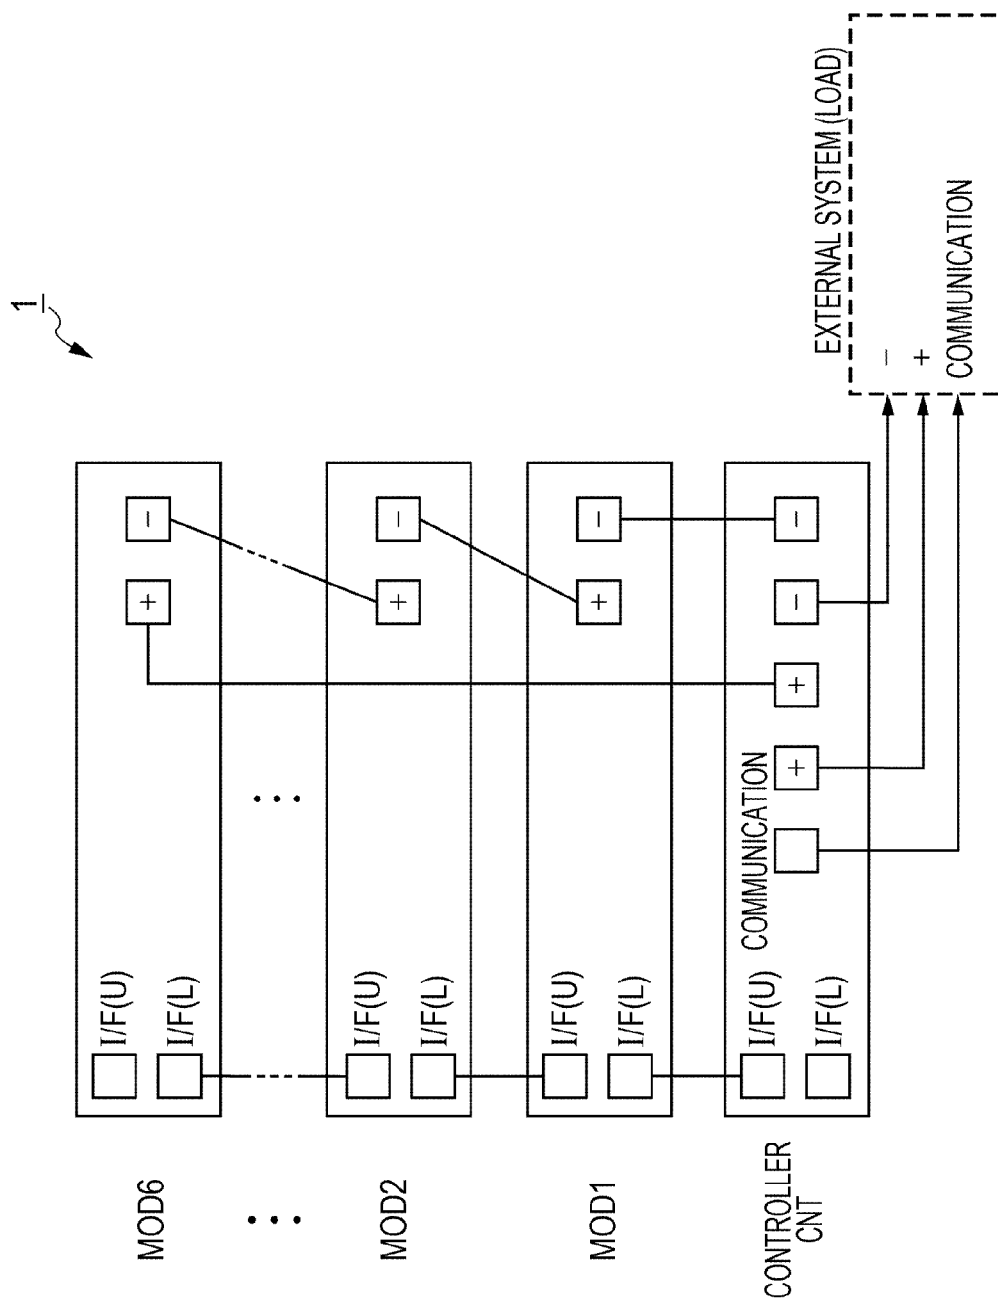 1
MOD6
I/F(U)
I/F(L)
+
−
• • •
• • •
MOD2
I/F(U)
I/F(L)
+
−
MOD1
I/F(U)
I/F(L)
+
−
CONTROLLER
CNT
I/F(U)
I/F(L)
COMMUNICATION
+
+
−
−
EXTERNAL SYSTEM (LOAD)
−
+
COMMUNICATION